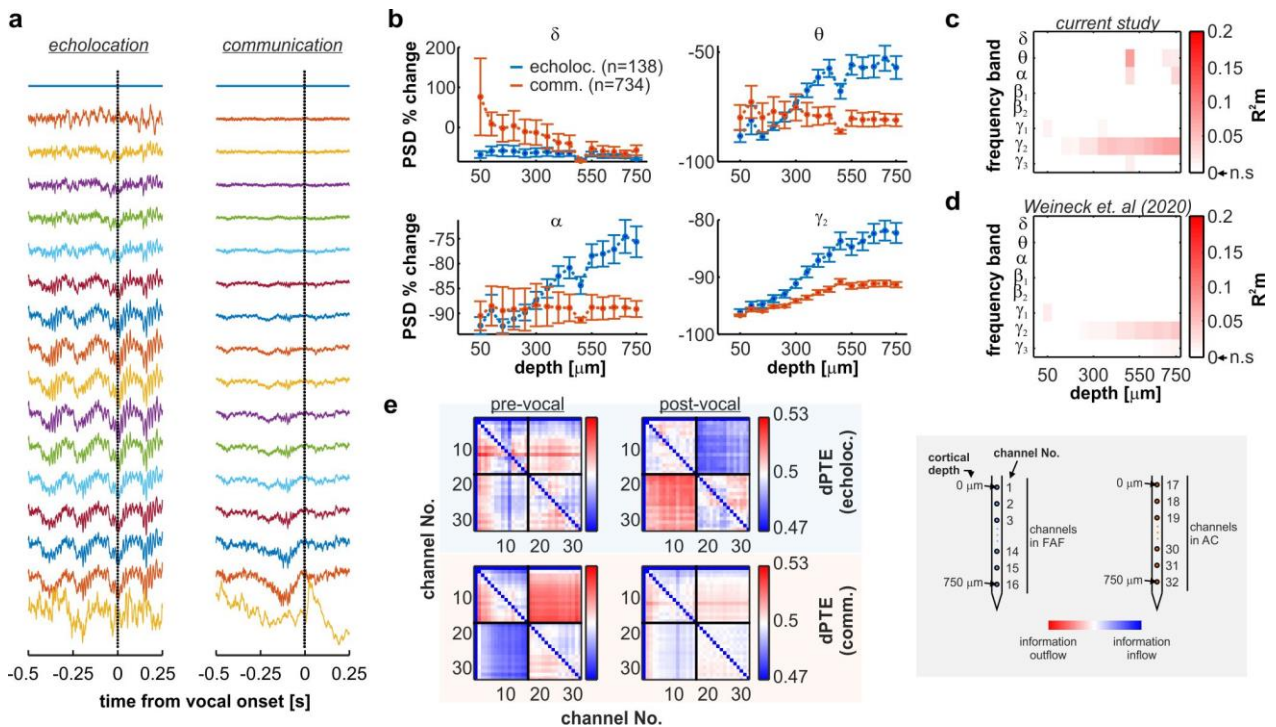 a
echolocation
communication
-0.5 -0.25 0 0.25
-0.5 -0.25 0 0.25
time from vocal onset [s]
b
δ
PSD % change
200
100
0
echoloc. (n=138)
comm. (n=734)
50 300 550 750
θ
-50
-100
50 300 550 750
α
PSD % change
-75
-80
-85
-90
50 300 550 750
γ2
-80
-90
-100
50 300 550 750
depth [μm]
c
current study
frequency band
δ
θ
α
β1
β2
γ1
γ2
γ3
50 300 550 750
0.2
0.15
0.1
0.05
0 n.s
R²m
d
Weineck et. al (2020)
frequency band
δ
θ
α
β1
β2
γ1
γ2
γ3
50 300 550 750
depth [μm]
0.2
0.15
0.1
0.05
0 n.s
R²m
e
pre-vocal
post-vocal
channel No.
10
20
30
10 20 30
10 20 30
0.53
0.5
0.47
dPTE
(echoloc.)
10
20
30
10 20 30
10 20 30
0.53
0.5
0.47
dPTE
(comm.)
channel No.
cortical
depth
channel No.
0 μm
1
2
3
14
15
750 μm
16
channels
in FAF
0 μm
17
18
19
30
31
750 μm
32
channels
in AC
information
outflow
information
inflow